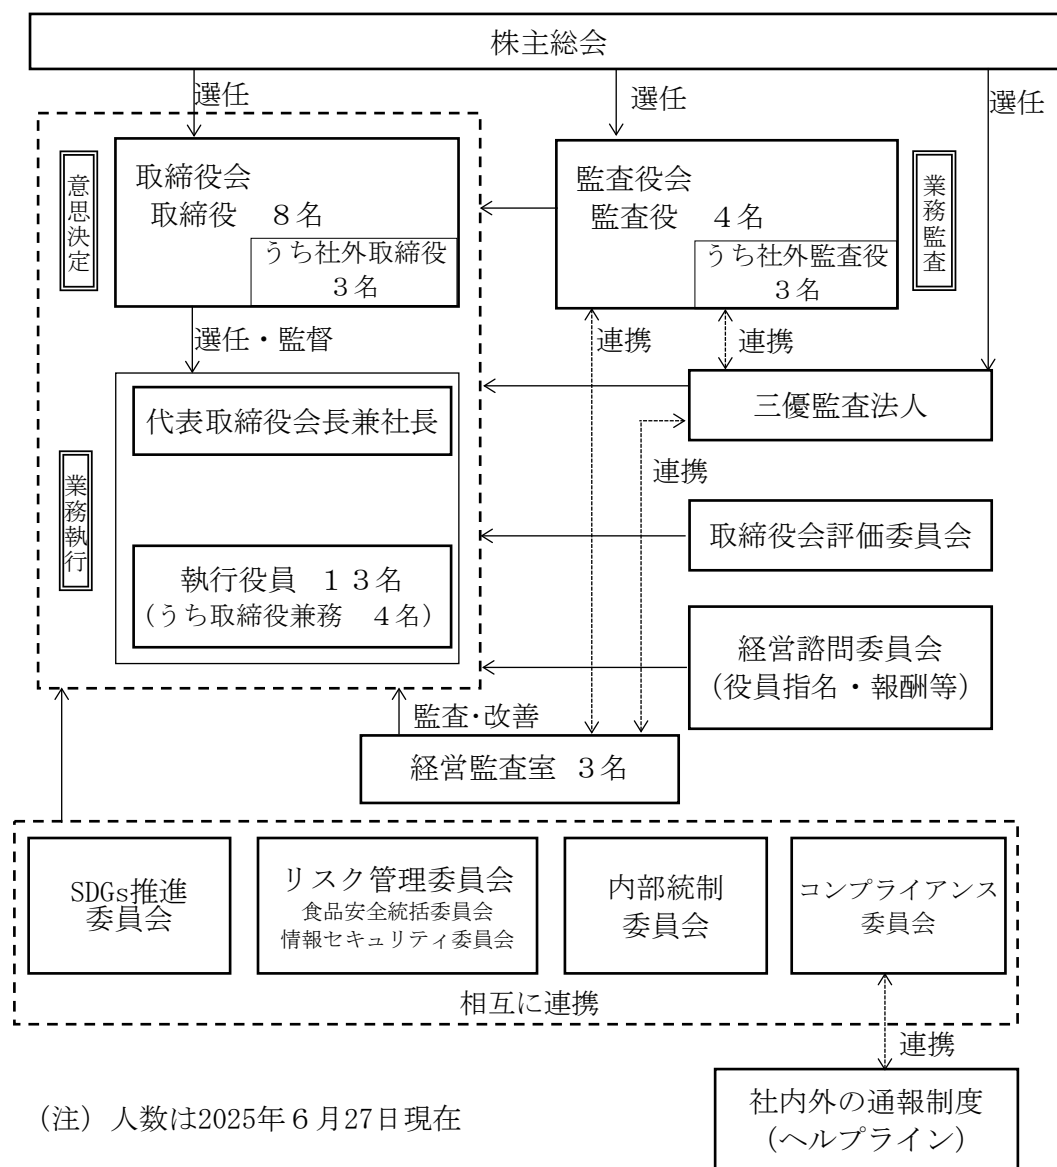 株主総会
選任
選任
選任
意思決定
取締役会
取締役　８名
うち社外取締役
３名
監査役会
監査役　４名
うち社外監査役
３名
業務監査
選任・監督
連携
連携
業務執行
代表取締役会長兼社長
三優監査法人
連携
執行役員　１３名
（うち取締役兼務　４名）
取締役会評価委員会
経営諮問委員会
（役員指名・報酬等）
監査・改善
経営監査室　３名
SDGs推進
委員会
リスク管理委員会
食品安全統括委員会
情報セキュリティ委員会
内部統制
委員会
コンプライアンス
委員会
相互に連携
連携
社内外の通報制度
（ヘルプライン）
（注）人数は2025年６月27日現在